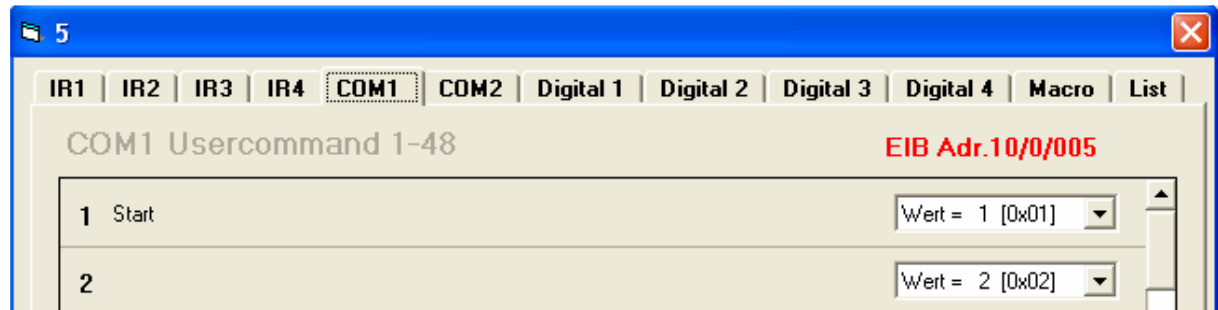 5
IR1 IR2 IR3 IR4 COM1 COM2 Digital 1 Digital 2 Digital 3 Digital 4 Macro List
COM1 Usercommand 1-48 EIB Adr.10/0/005
1 Start Wert = 1 [0x01]
2 Wert = 2 [0x02]